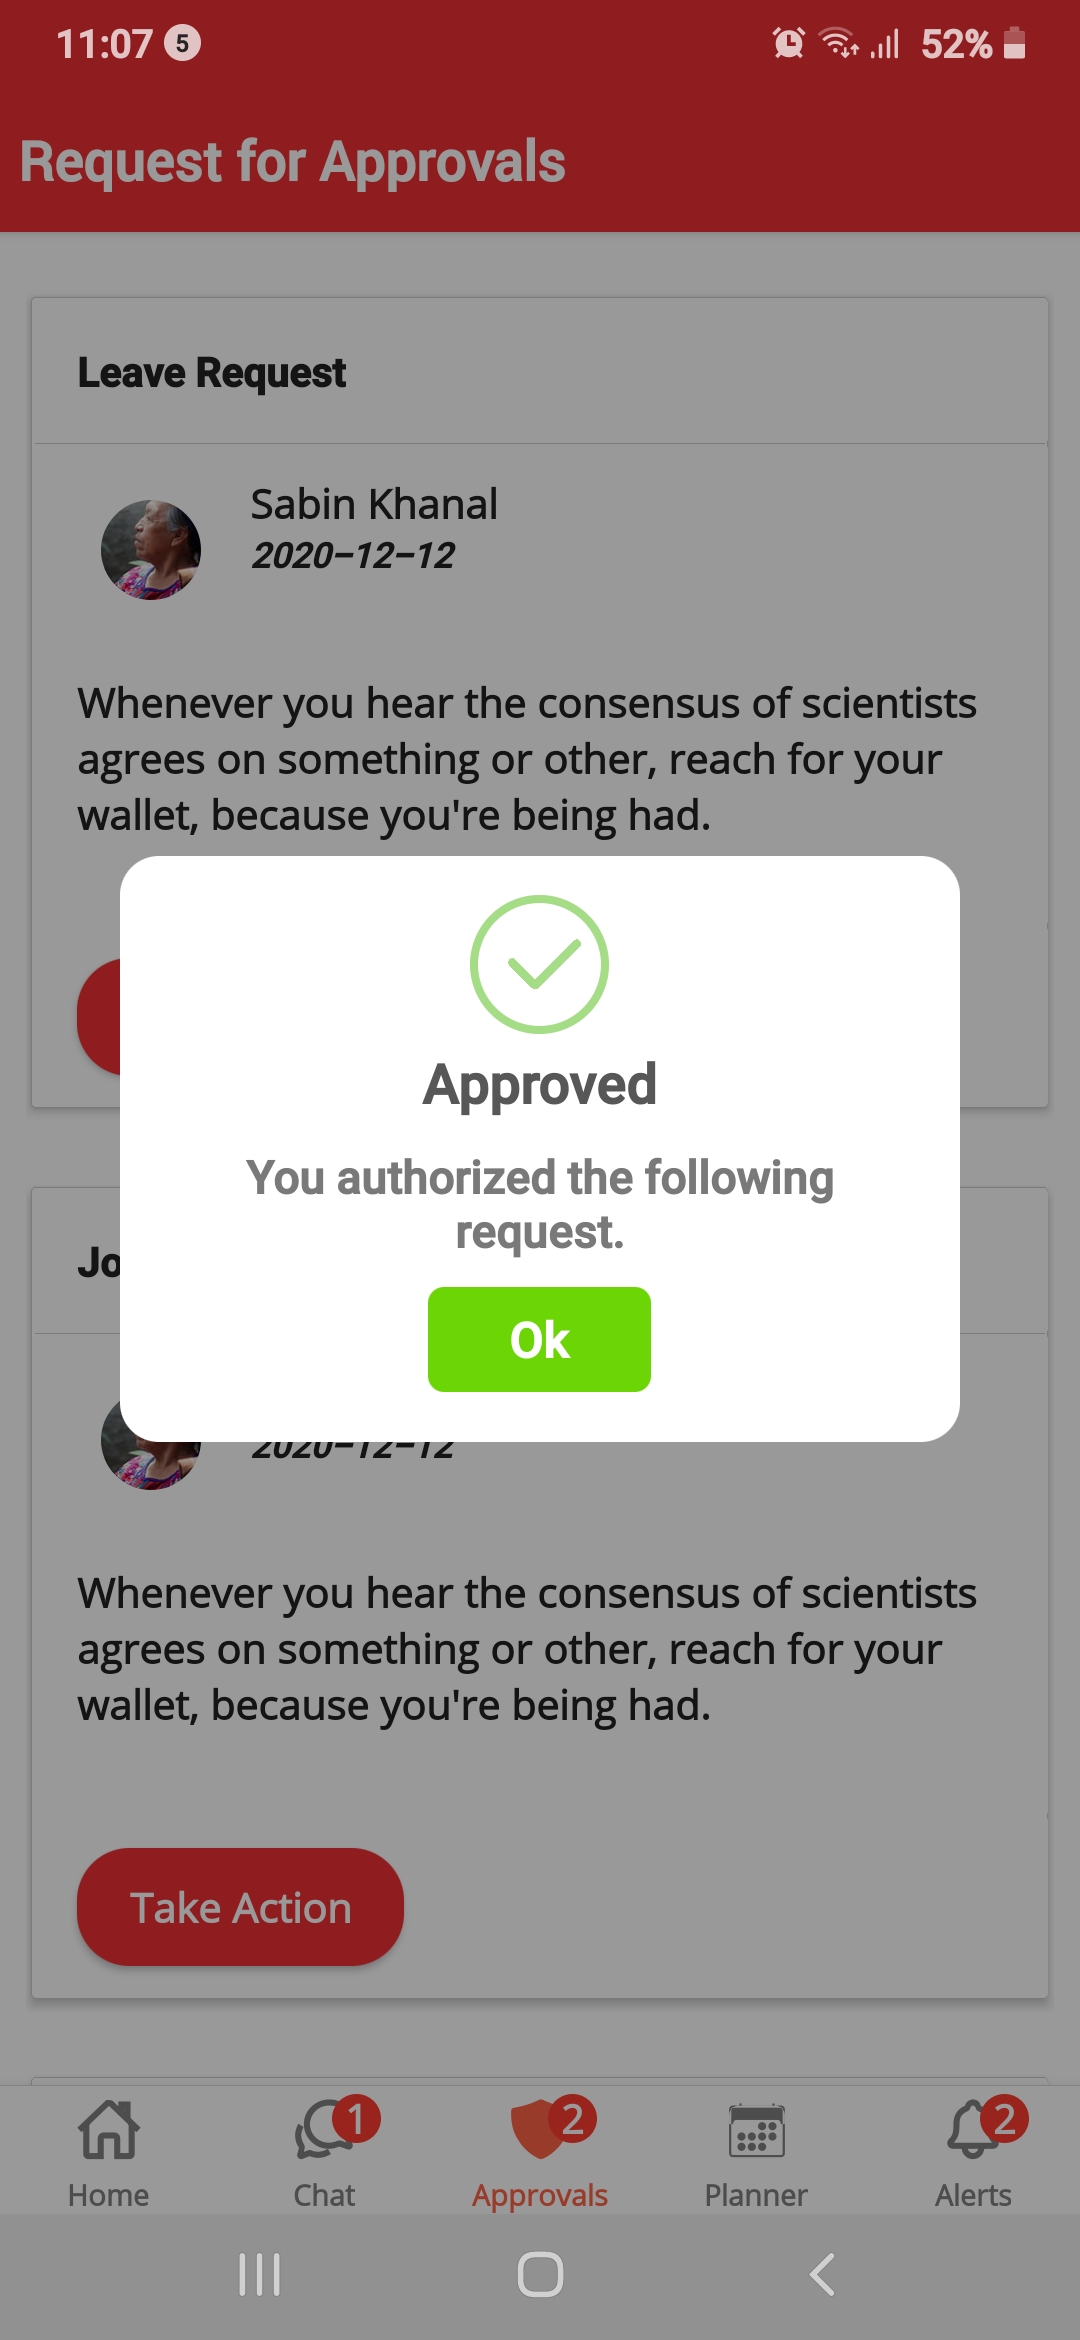 11:07 5 52%
Request for Approvals
Leave Request
Sabin Khanal
2020-12-12
Whenever you hear the consensus of scientists
agrees on something or other, reach for your
wallet, because you're being had.
Approved
You authorized the following
request.
Ok
Jo
2020-12-12
Whenever you hear the consensus of scientists
agrees on something or other, reach for your
wallet, because you're being had.
Take Action
1 2 2
Home Chat Approvals Planner Alerts